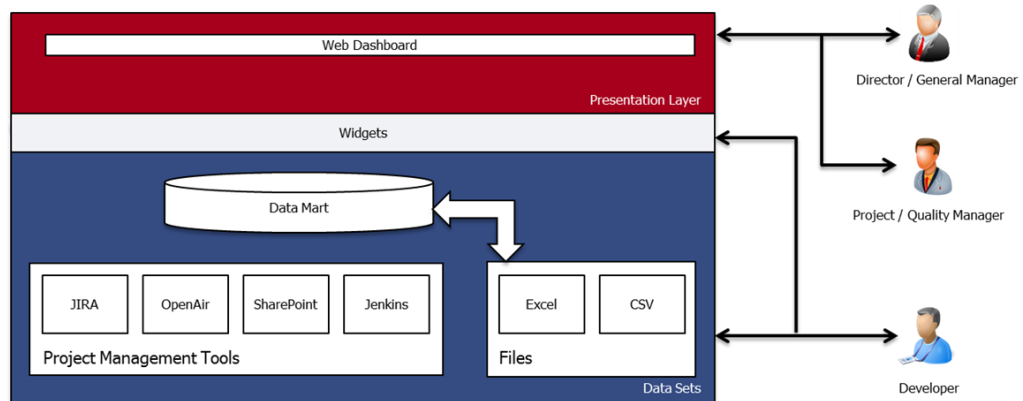 Web Dashboard
Presentation Layer
Widgets
Data Mart
JIRA
OpenAir
SharePoint
Jenkins
Project Management Tools
Excel
CSV
Files
Data Sets
Director / General Manager
Project / Quality Manager
Developer